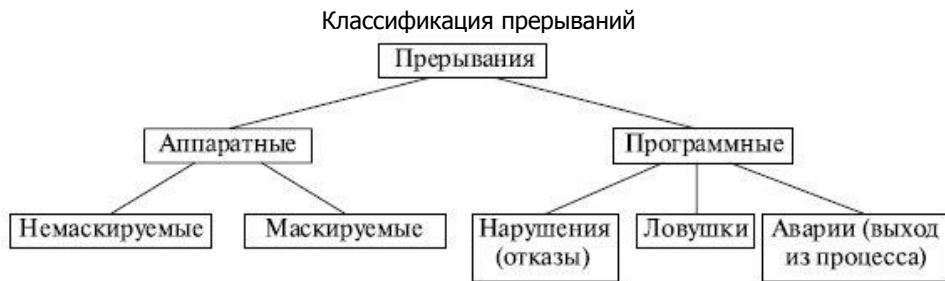 Классификация прерываний
Прерывания
Аппаратные
Программные
Немаскируемые
Маскируемые
Нарушения
(отказы)
Ловушки
Аварии (выход
из процесса)